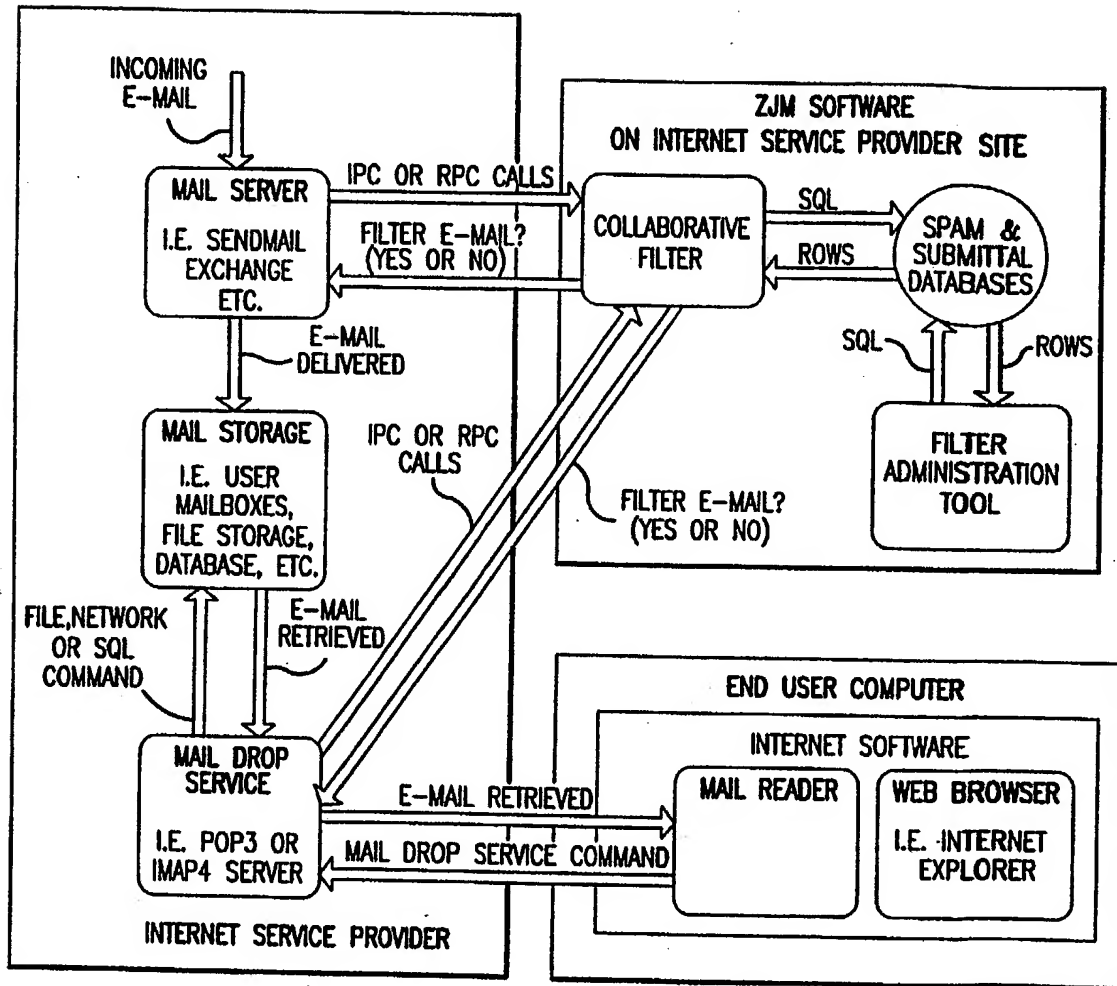 INCOMING
E-MAIL
MAIL SERVER
I.E. SENDMAIL
EXCHANGE
ETC.
IPC OR RPC CALLS
FILTER E-MAIL?
(YES OR NO)
E-MAIL
DELIVERED
MAIL STORAGE
I.E. USER
MAILBOXES,
FILE STORAGE,
DATABASE, ETC.
FILE,NETWORK
OR SQL
COMMAND
E-MAIL
RETRIEVED
MAIL DROP
SERVICE
I.E. POP3 OR
IMAP4 SERVER
INTERNET SERVICE PROVIDER
IPC OR RPC
CALLS
FILTER E-MAIL?
(YES OR NO)
ZJM SOFTWARE
ON INTERNET SERVICE PROVIDER SITE
COLLABORATIVE
FILTER
SQL
ROWS
SPAM &
SUBMITTAL
DATABASES
SQL
ROWS
FILTER
ADMINISTRATION
TOOL
E-MAIL RETRIEVED
MAIL DROP SERVICE COMMAND
END USER COMPUTER
INTERNET SOFTWARE
MAIL READER
WEB BROWSER
I.E. INTERNET
EXPLORER